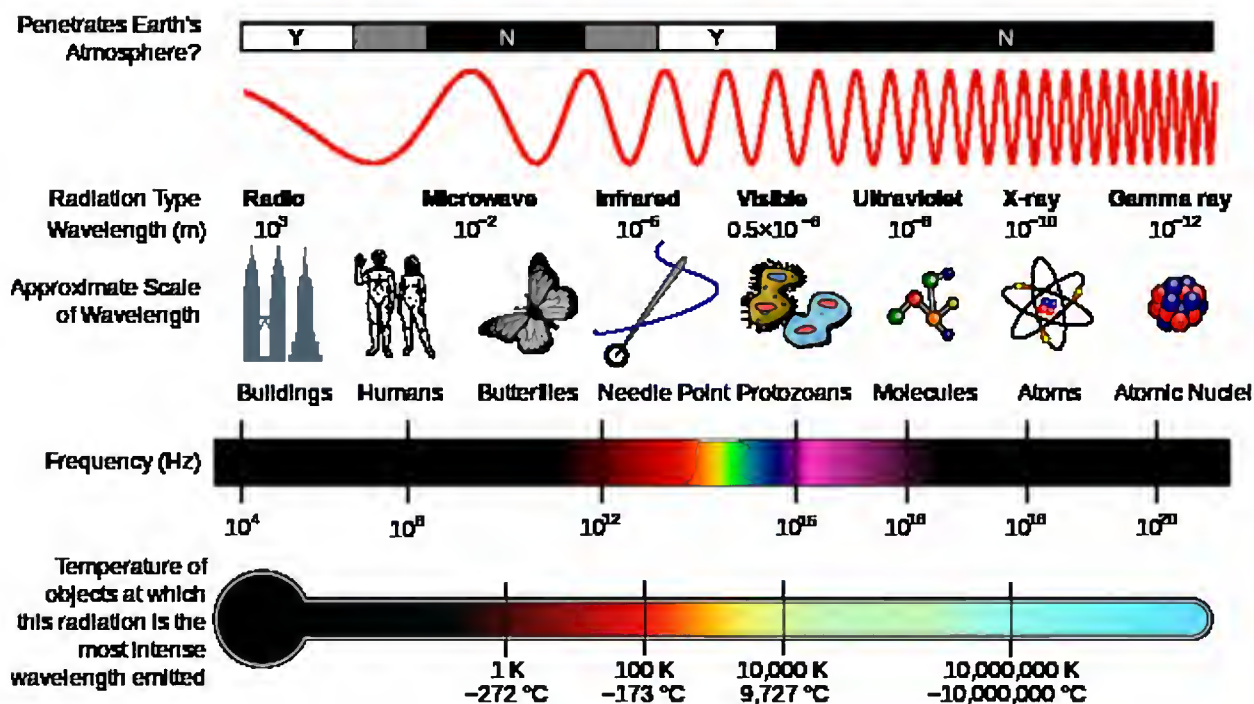 Penetrates Earth's
Atmosphere?
Y N Y N
Radiation Type
Radio Microwave Infrared Visible Ultraviolet X-ray Gamma ray
Wavelength (m)
10³ 10⁻² 10⁻⁵ 0.5×10⁻⁶ 10⁻⁸ 10⁻¹⁰ 10⁻¹²
Approximate Scale
of Wavelength
Buildings Humans Butterflies Needle Point Protozoans Molecules Atoms Atomic Nuclei
Frequency (Hz)
10⁴ 10⁸ 10¹² 10¹⁵ 10¹⁶ 10¹⁸ 10²⁰
Temperature of
objects at which
this radiation is the
most intense
wavelength emitted
1 K 100 K 10,000 K 10,000,000 K
−272 °C −173 °C 9,727 °C ~10,000,000 °C